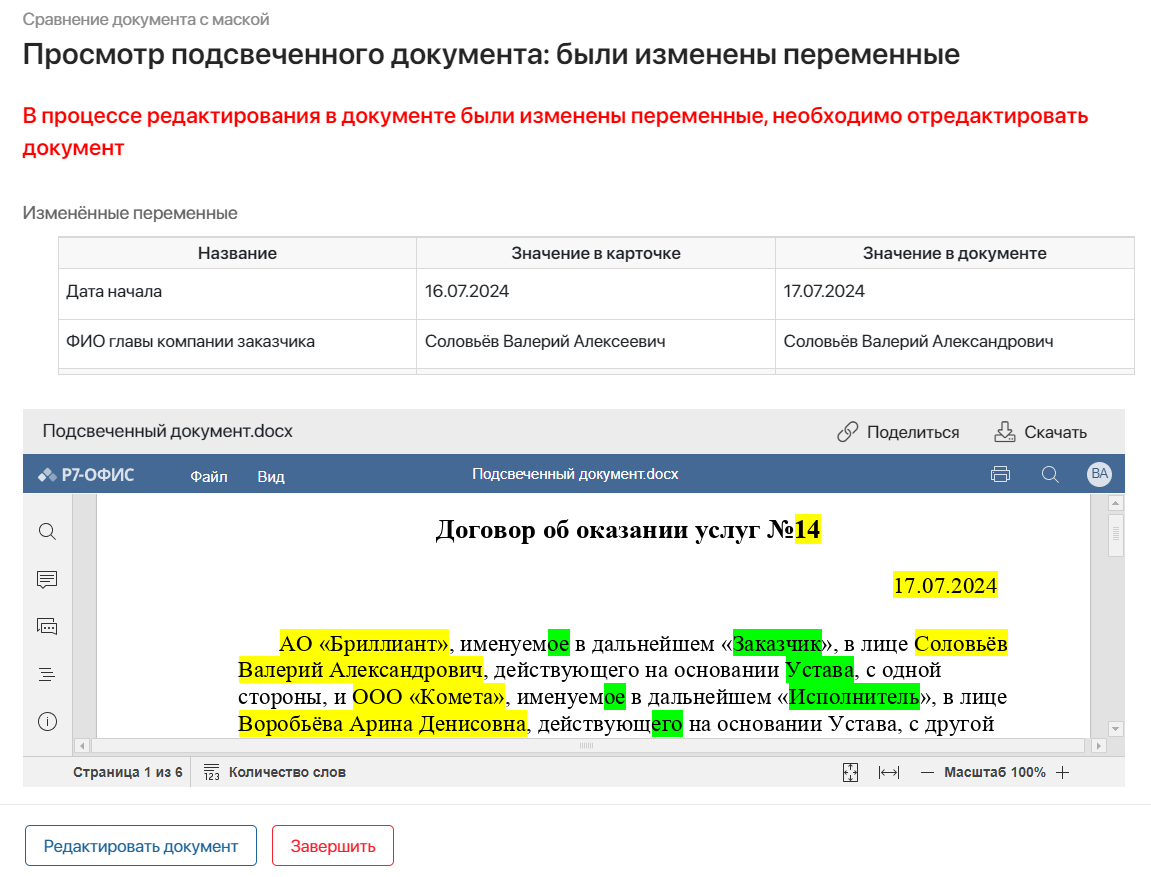 Сравнение документа с маской
Просмотр подсвеченного документа: были изменены переменные
В процессе редактирования в документе были изменены переменные, необходимо отредактировать
документ
Изменённые переменные
Название Значение в карточке Значение в документе
Дата начала 16.07.2024 17.07.2024
ФИО главы компании заказчика Соловьёв Валерий Алексеевич Соловьёв Валерий Александрович
Подсвеченный документ.docx Поделиться Скачать
Р7-ОФИС Файл Вид Подсвеченный документ.docx ВА
Договор об оказании услуг №14
17.07.2024
АО «Бриллиант», именуемое в дальнейшем «Заказчик», в лице Соловьёв
Валерий Александрович, действующего на основании Устава, с одной
стороны, и ООО «Комета», именуемое в дальнейшем «Исполнитель», в лице
Воробьёва Арина Денисовна, действующего на основании Устава, с другой
Страница 1 из 6 123 Количество слов Масштаб 100%
Редактировать документ Завершить